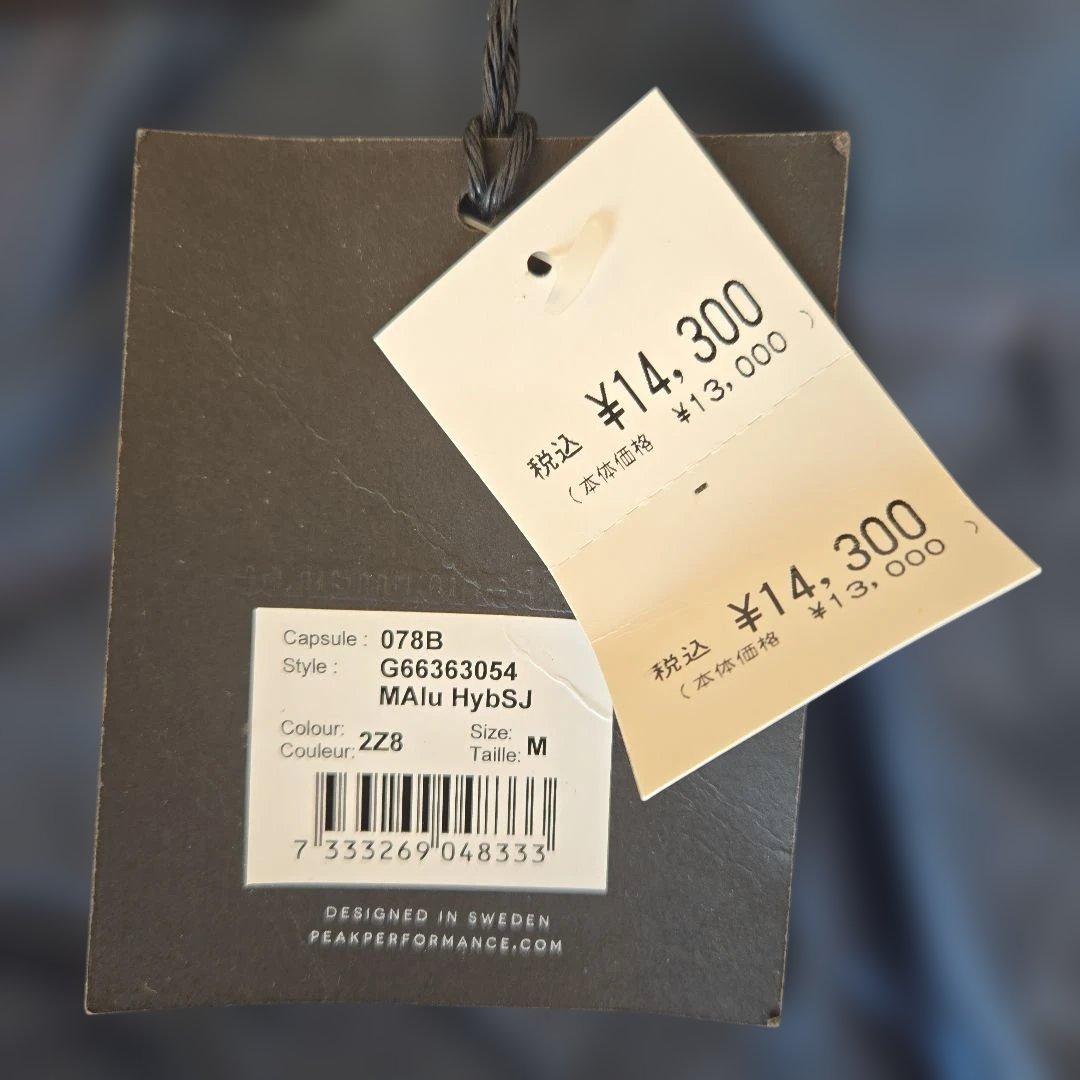 税込 ¥14,300
(本体価格 ¥13,000 )
-
税込 ¥14,300
(本体価格 ¥13,000 )
Capsule : 078B
Style : G66363054
MAlu HybSJ
Colour: 2Z8 Size: M
Couleur: Taille:
7 333269 048333
DESIGNED IN SWEDEN
PEAKPERFORMANCE.COM